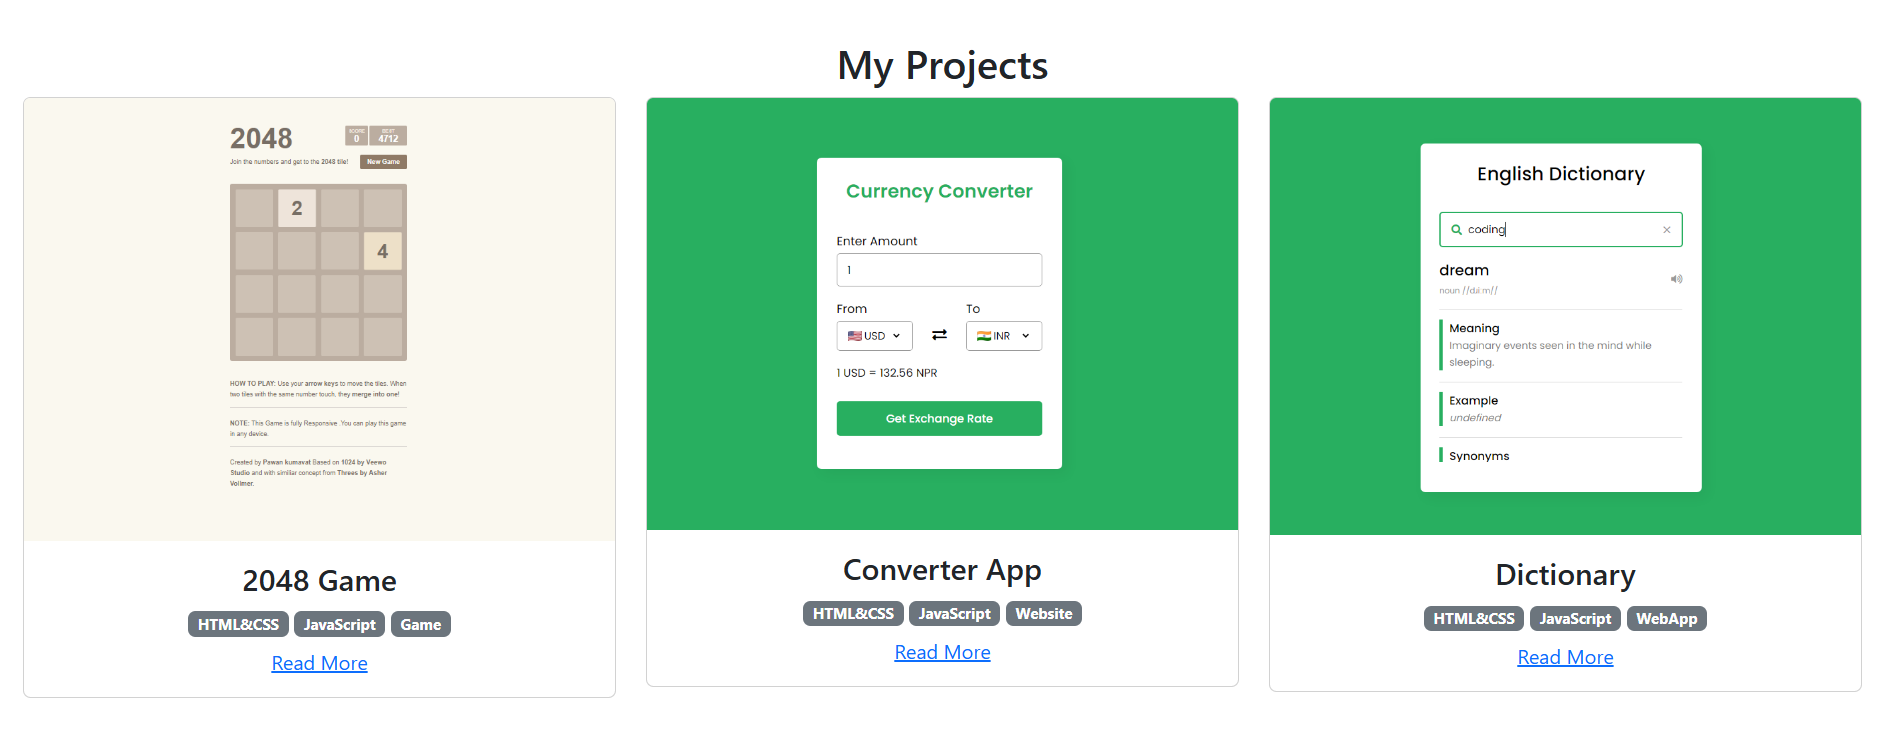 My Projects
2048
SCORE
0
BEST
4712
Join the numbers and get to the 2048 tile!
New Game
2
4
HOW TO PLAY: Use your arrow keys to move the tiles. When
two tiles with the same number touch, they merge into one!
NOTE: This Game is fully Responsive .You can play this game
in any device.
Created by Pawan kumavat Based on 1024 by Veewo
Studio and with similiar concept from Threes by Asher
Vollmer.
2048 Game
HTML&CSS JavaScript Game
Read More
Currency Converter
Enter Amount
1
From To
USD INR
1 USD = 132.56 NPR
Get Exchange Rate
Converter App
HTML&CSS JavaScript Website
Read More
English Dictionary
coding
dream
noun //dɹiːm//
Meaning
Imaginary events seen in the mind while
sleeping.
Example
undefined
Synonyms
Dictionary
HTML&CSS JavaScript WebApp
Read More